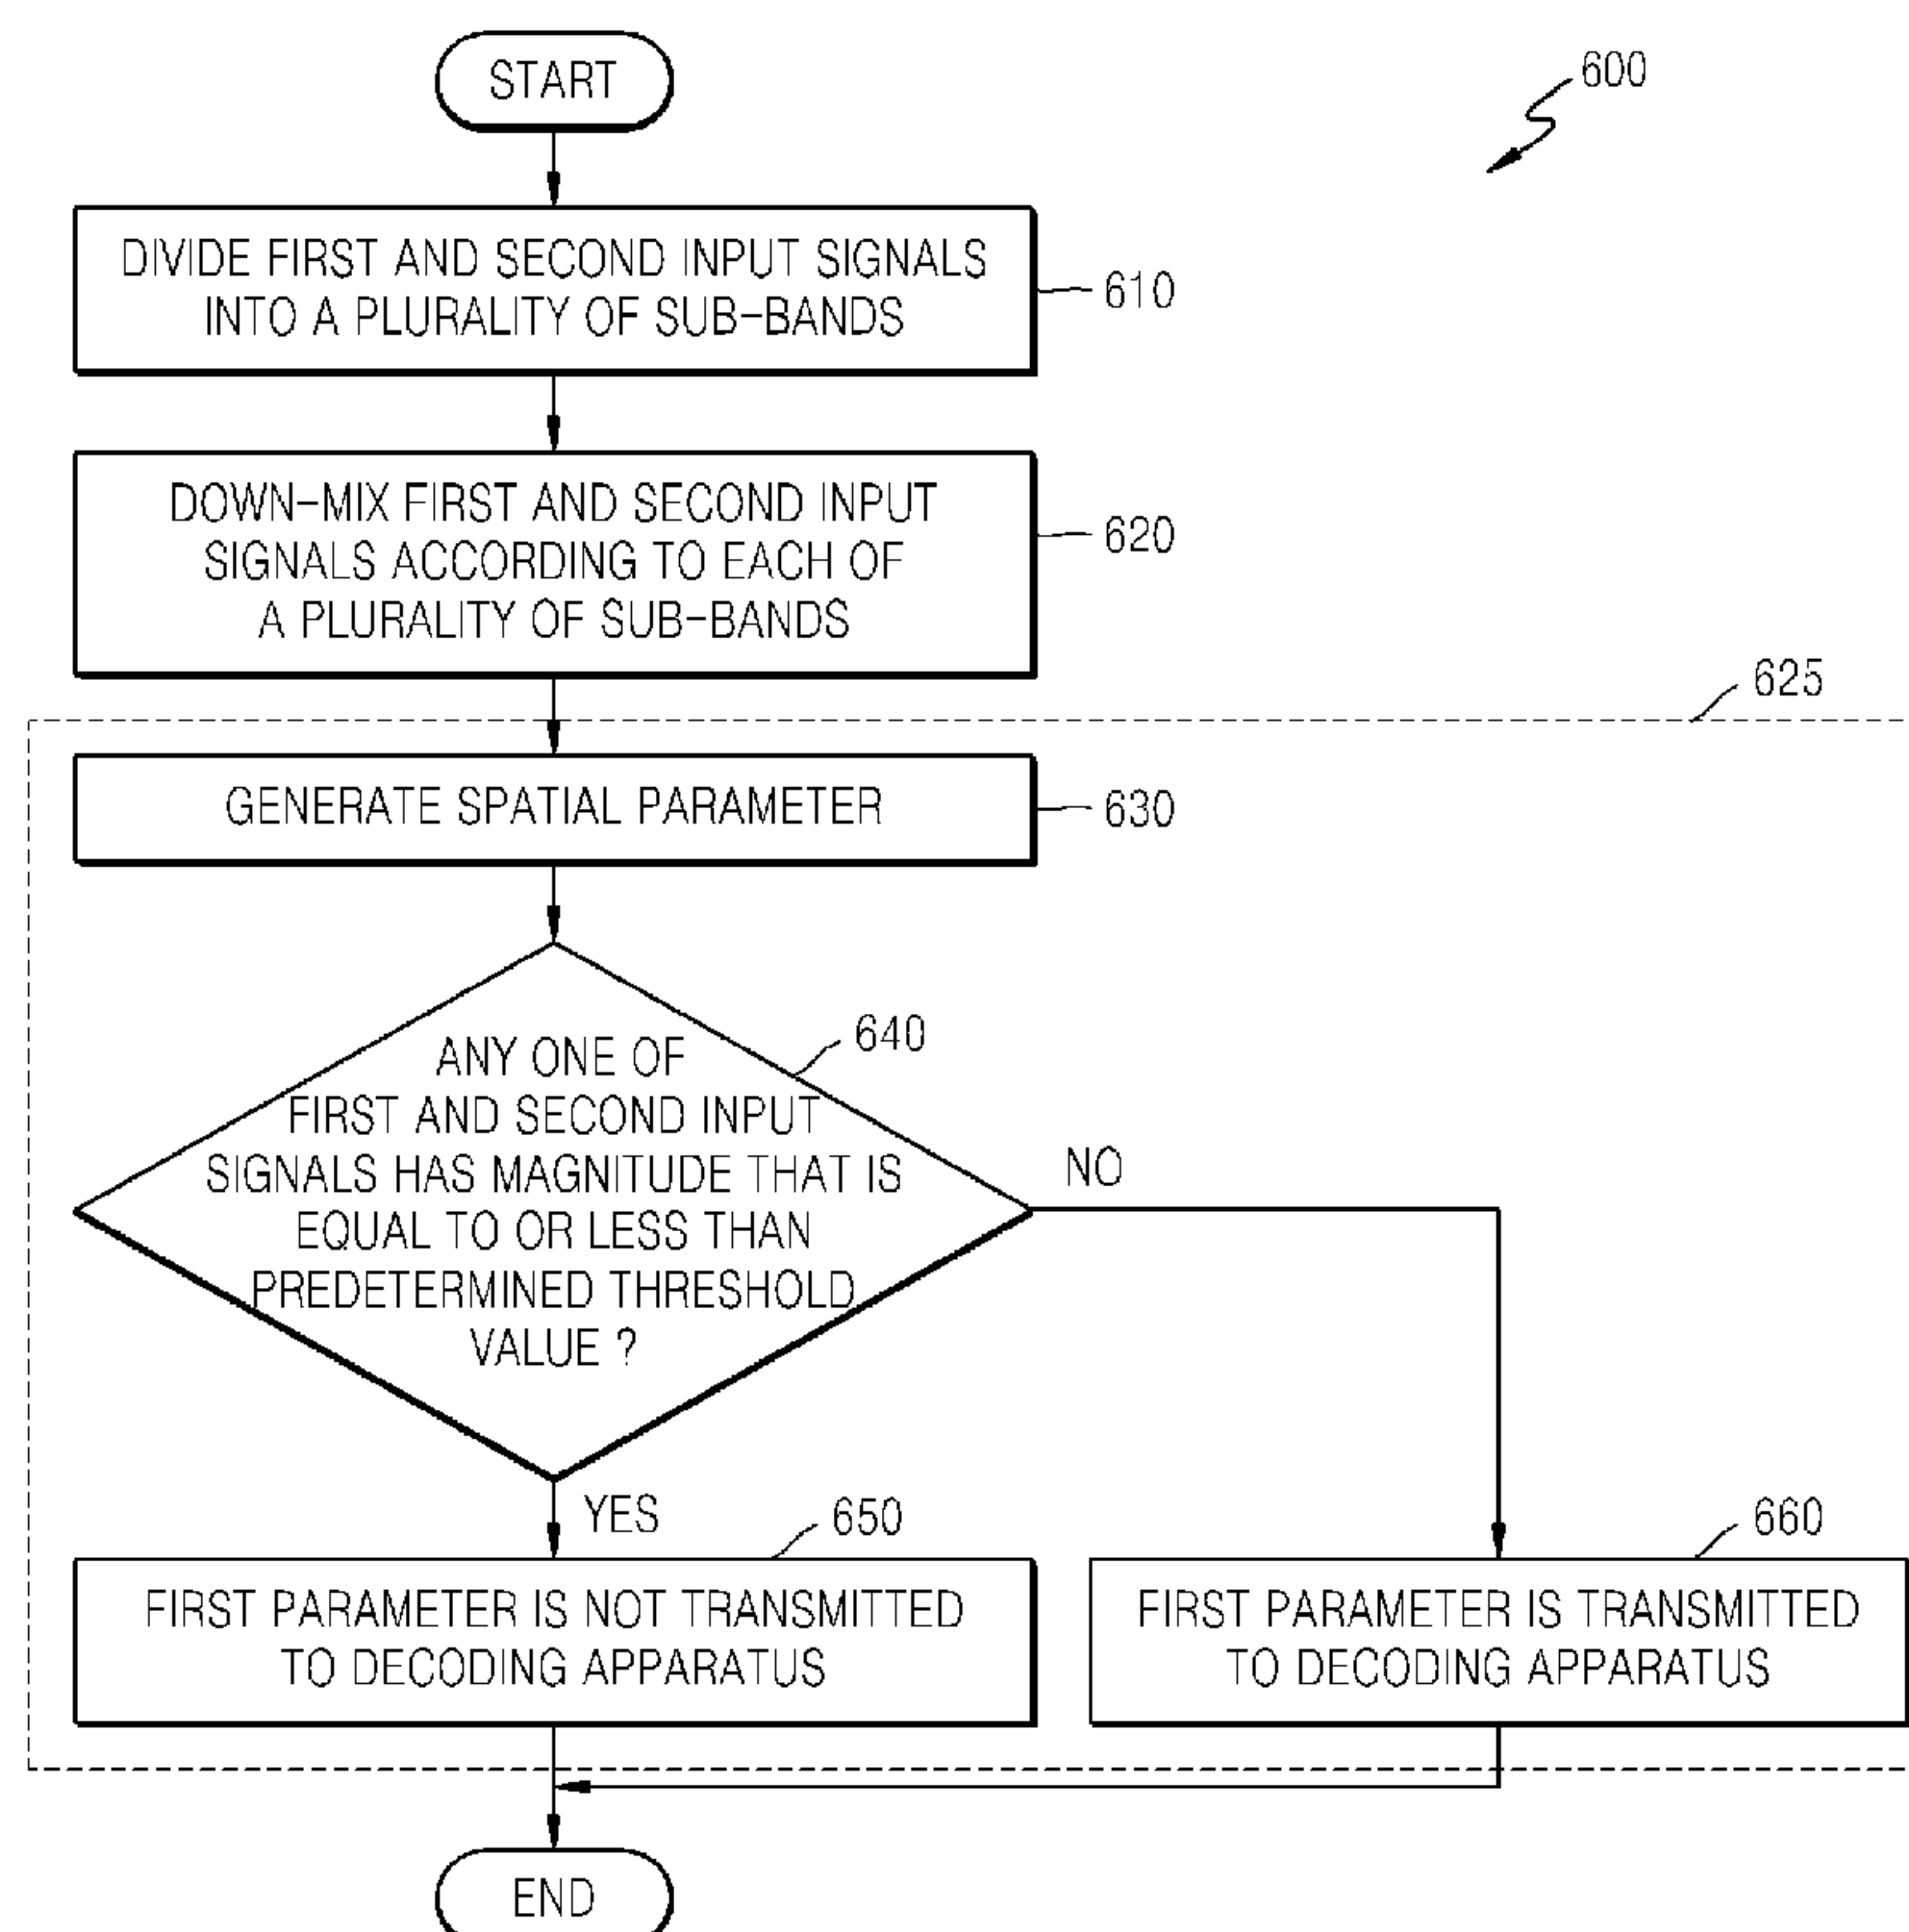 START
600
DIVIDE FIRST AND SECOND INPUT SIGNALS
INTO A PLURALITY OF SUB-BANDS
610
DOWN-MIX FIRST AND SECOND INPUT
SIGNALS ACCORDING TO EACH OF
A PLURALITY OF SUB-BANDS
620
625
GENERATE SPATIAL PARAMETER
630
ANY ONE OF
FIRST AND SECOND INPUT
SIGNALS HAS MAGNITUDE THAT IS
EQUAL TO OR LESS THAN
PREDETERMINED THRESHOLD
VALUE ?
640
NO
YES
650
FIRST PARAMETER IS NOT TRANSMITTED
TO DECODING APPARATUS
660
FIRST PARAMETER IS TRANSMITTED
TO DECODING APPARATUS
END